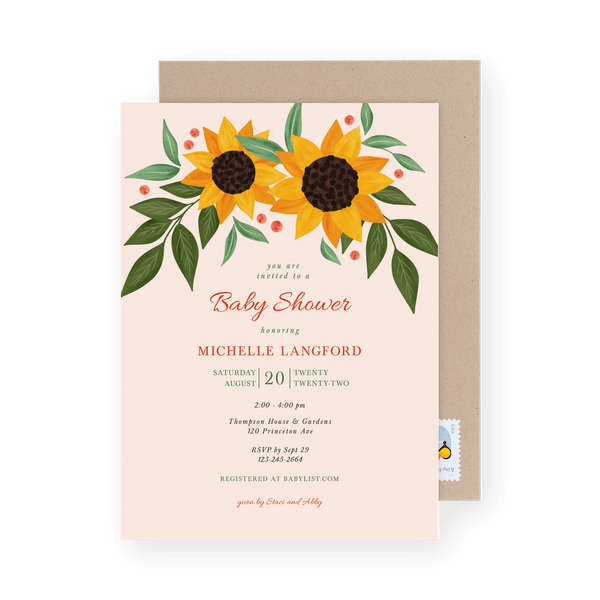 you are
invited to a
Baby Shower
honoring
MICHELLE LANGFORD
SATURDAY
AUGUST
20
TWENTY
TWENTY-TWO
2:00 - 4:00 pm
Thompson House & Gardens
120 Princeton Ave
RSVP by Sept 29
123-245-2664
REGISTERED AT BABYLIST.COM
given by Staci and Abby